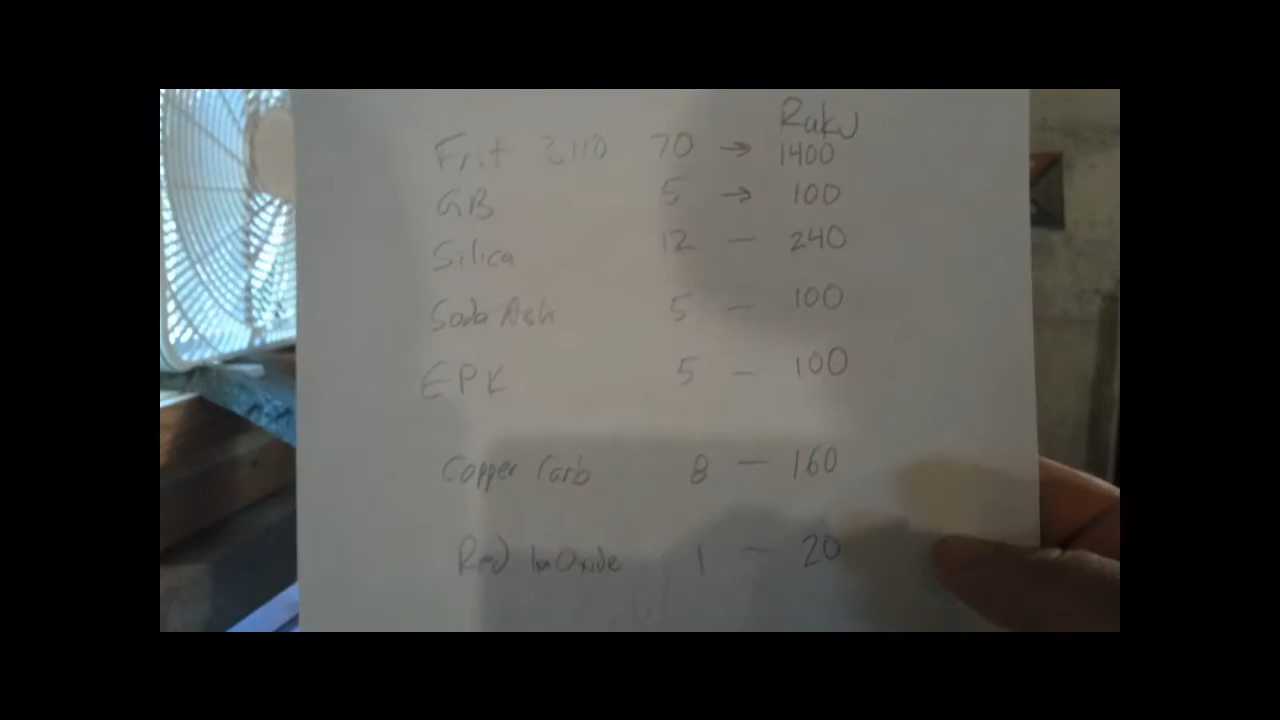 Raku
Frit 3110 70 → 1400
GB 5 → 100
Silica 12 — 240
Soda Ash 5 — 100
EPK 5 — 100
Copper Carb 8 — 160
Red Irn Oxide 1 — 20